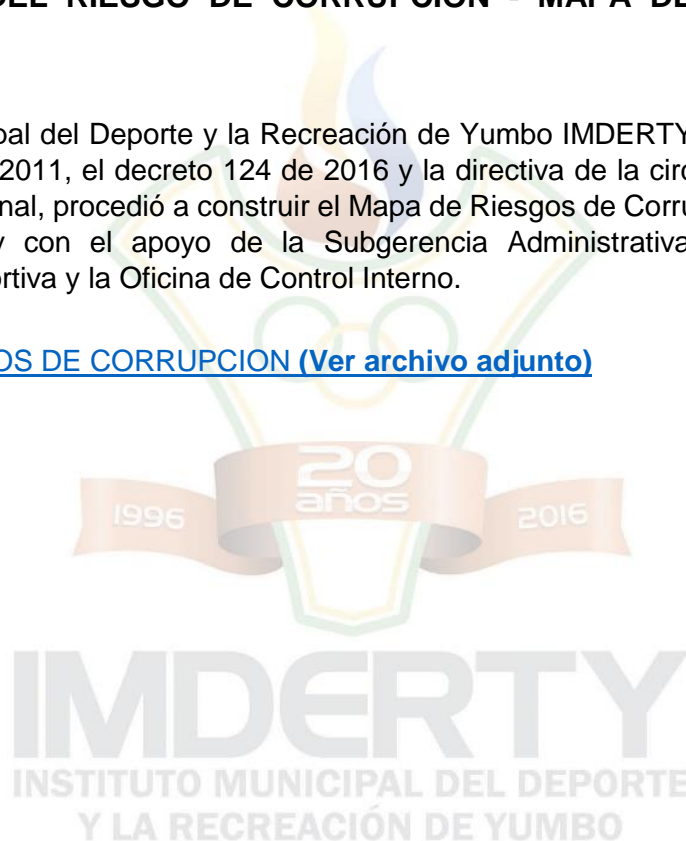 DEL RIESGO DE CORRUPCION - MAPA DE
pal del Deporte y la Recreación de Yumbo IMDERTY
2011, el decreto 124 de 2016 y la directiva de la circ
nal, procedió a construir el Mapa de Riesgos de Corru
y con el apoyo de la Subgerencia Administrativa
ortiva y la Oficina de Control Interno.
OS DE CORRUPCION (Ver archivo adjunto)
20
años
1996
2016
IMDERTY
INSTITUTO MUNICIPAL DEL DEPORTE
Y LA RECREACIÓN DE YUMBO